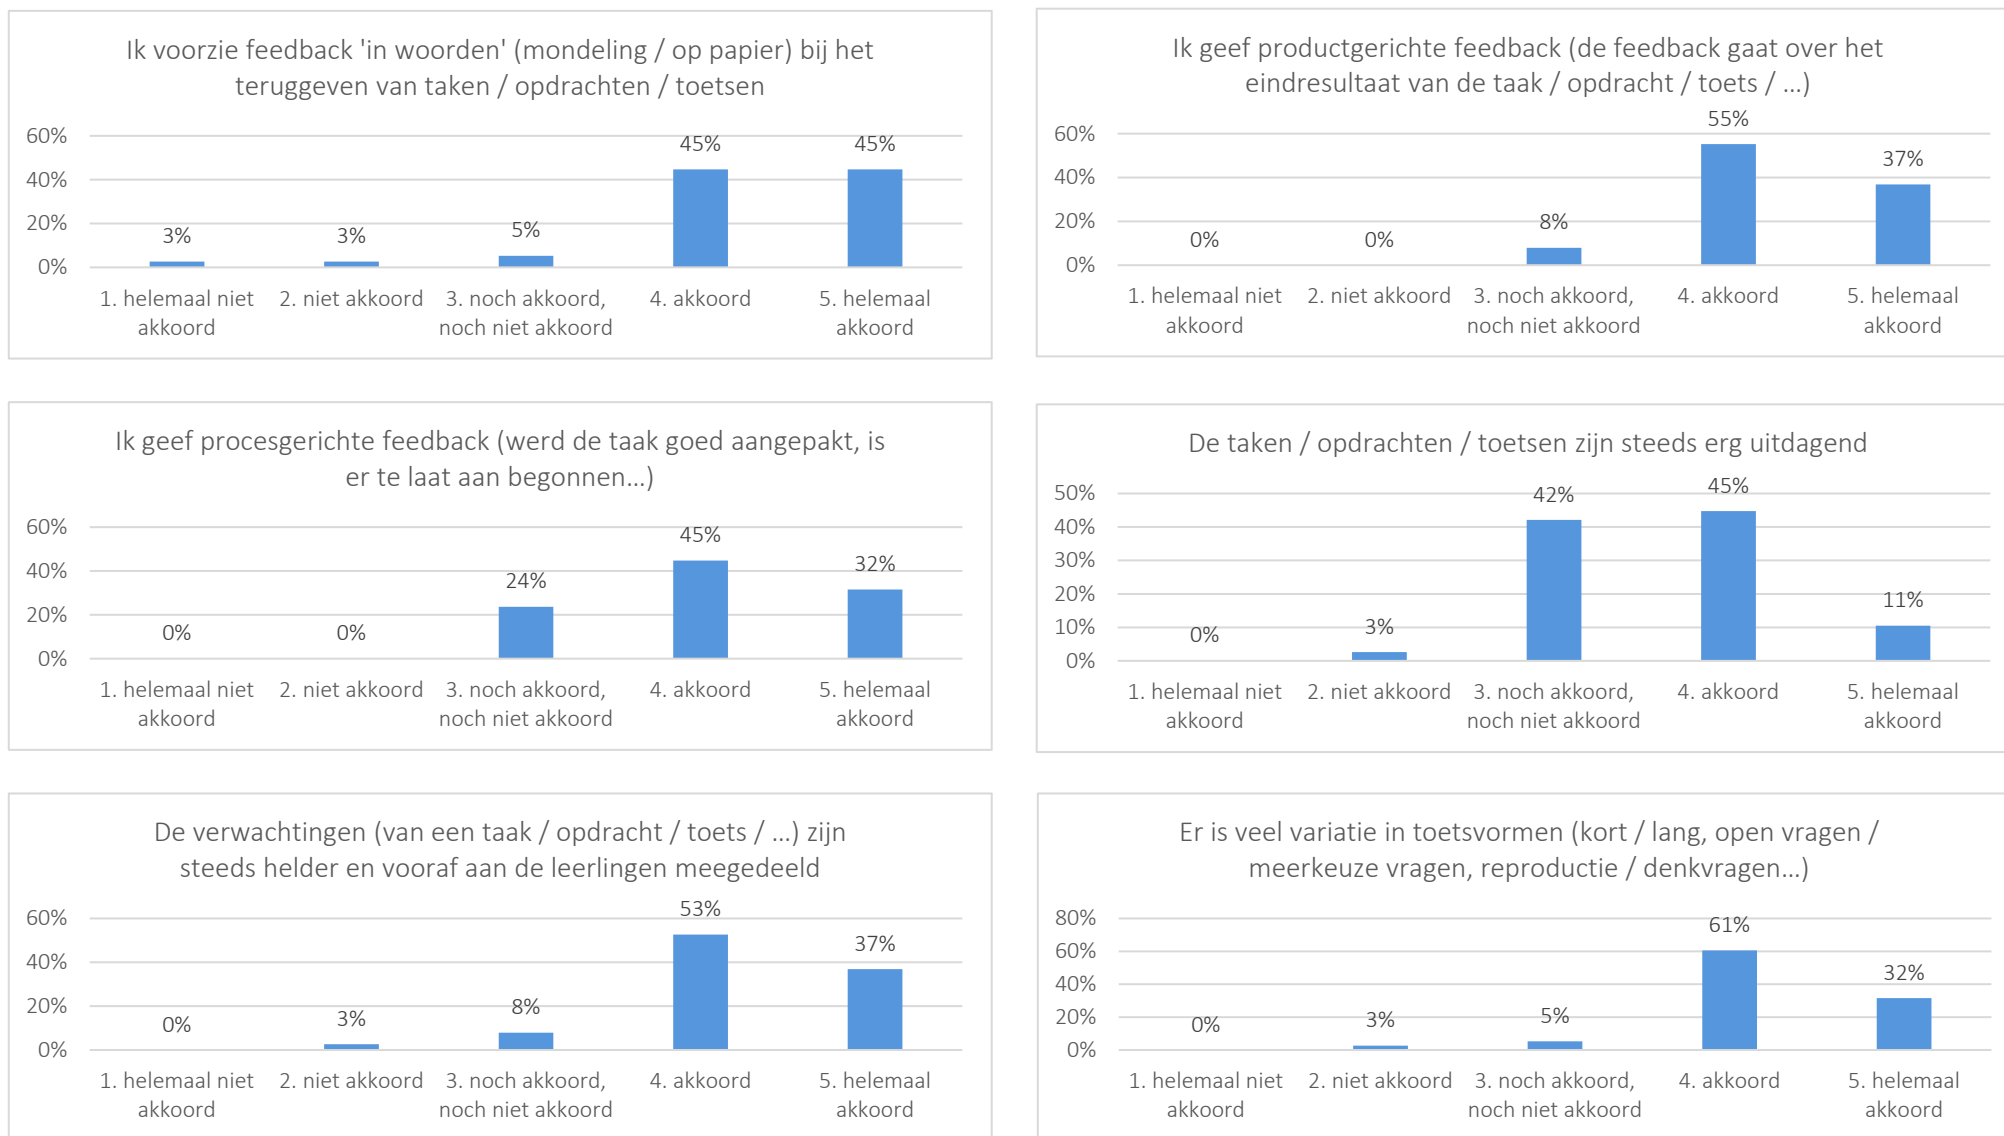 Ik voorzie feedback 'in woorden' (mondeling / op papier) bij het
teruggeven van taken / opdrachten / toetsen
60%
40%
20%
0%
3%
3%
5%
45%
45%
1. helemaal niet
akkoord
2. niet akkoord
3. noch akkoord,
noch niet akkoord
4. akkoord
5. helemaal
akkoord
Ik geef productgerichte feedback (de feedback gaat over het
eindresultaat van de taak / opdracht / toets / ...)
60%
40%
20%
0%
0%
0%
8%
55%
37%
1. helemaal niet
akkoord
2. niet akkoord
3. noch akkoord,
noch niet akkoord
4. akkoord
5. helemaal
akkoord
Ik geef procesgerichte feedback (werd de taak goed aangepakt, is
er te laat aan begonnen...)
60%
40%
20%
0%
0%
0%
24%
45%
32%
1. helemaal niet
akkoord
2. niet akkoord
3. noch akkoord,
noch niet akkoord
4. akkoord
5. helemaal
akkoord
De taken / opdrachten / toetsen zijn steeds erg uitdagend
50%
40%
30%
20%
10%
0%
0%
3%
42%
45%
11%
1. helemaal niet
akkoord
2. niet akkoord
3. noch akkoord,
noch niet akkoord
4. akkoord
5. helemaal
akkoord
De verwachtingen (van een taak / opdracht / toets / ...) zijn
steeds helder en vooraf aan de leerlingen meegedeeld
60%
40%
20%
0%
0%
3%
8%
53%
37%
1. helemaal niet
akkoord
2. niet akkoord
3. noch akkoord,
noch niet akkoord
4. akkoord
5. helemaal
akkoord
Er is veel variatie in toetsvormen (kort / lang, open vragen /
meerkeuze vragen, reproductie / denkvragen...)
80%
60%
40%
20%
0%
0%
3%
5%
61%
32%
1. helemaal niet
akkoord
2. niet akkoord
3. noch akkoord,
noch niet akkoord
4. akkoord
5. helemaal
akkoord